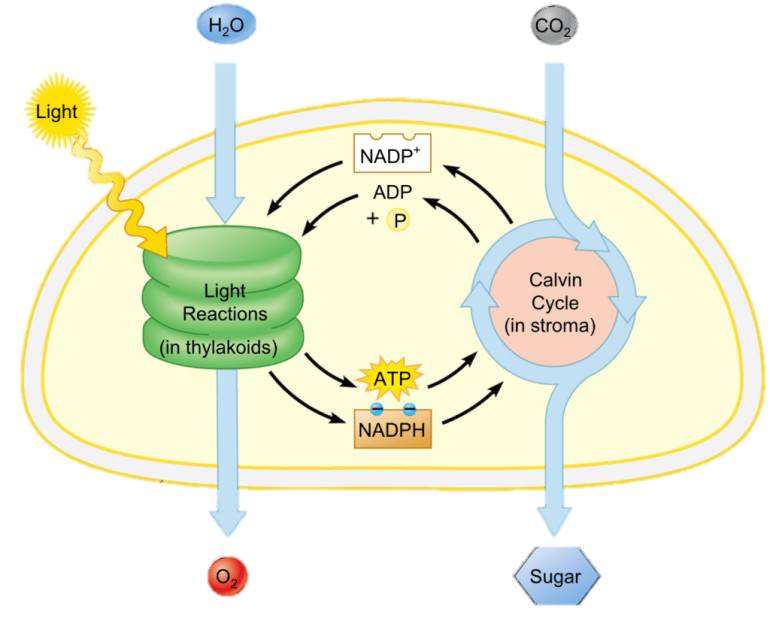 H₂O
CO₂
Light
NADP⁺
ADP
+ P
Light
Reactions
(in thylakoids)
Calvin
Cycle
(in stroma)
ATP
NADPH
O₂
Sugar